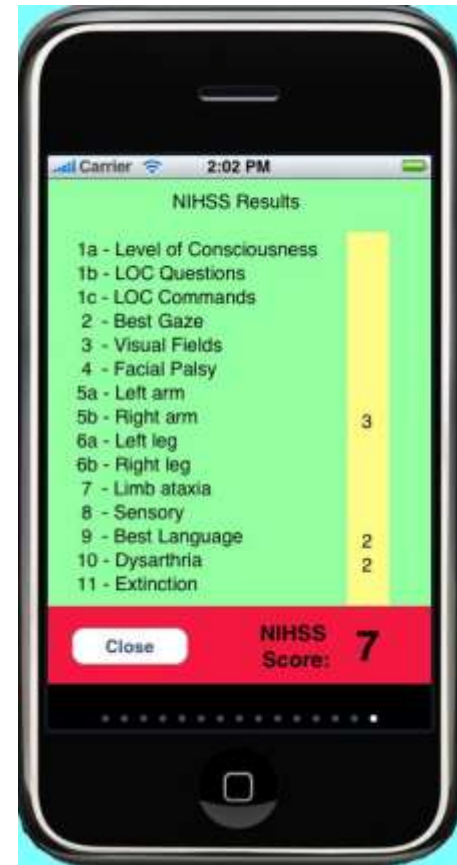 Carrier 2:02 PM
NIHSS Results
1a - Level of Consciousness
1b - LOC Questions
1c - LOC Commands
2 - Best Gaze
3 - Visual Fields
4 - Facial Palsy
5a - Left arm
5b - Right arm 3
6a - Left leg
6b - Right leg
7 - Limb ataxia
8 - Sensory
9 - Best Language 2
10 - Dysarthria 2
11 - Extinction
Close
NIHSS
Score: 7